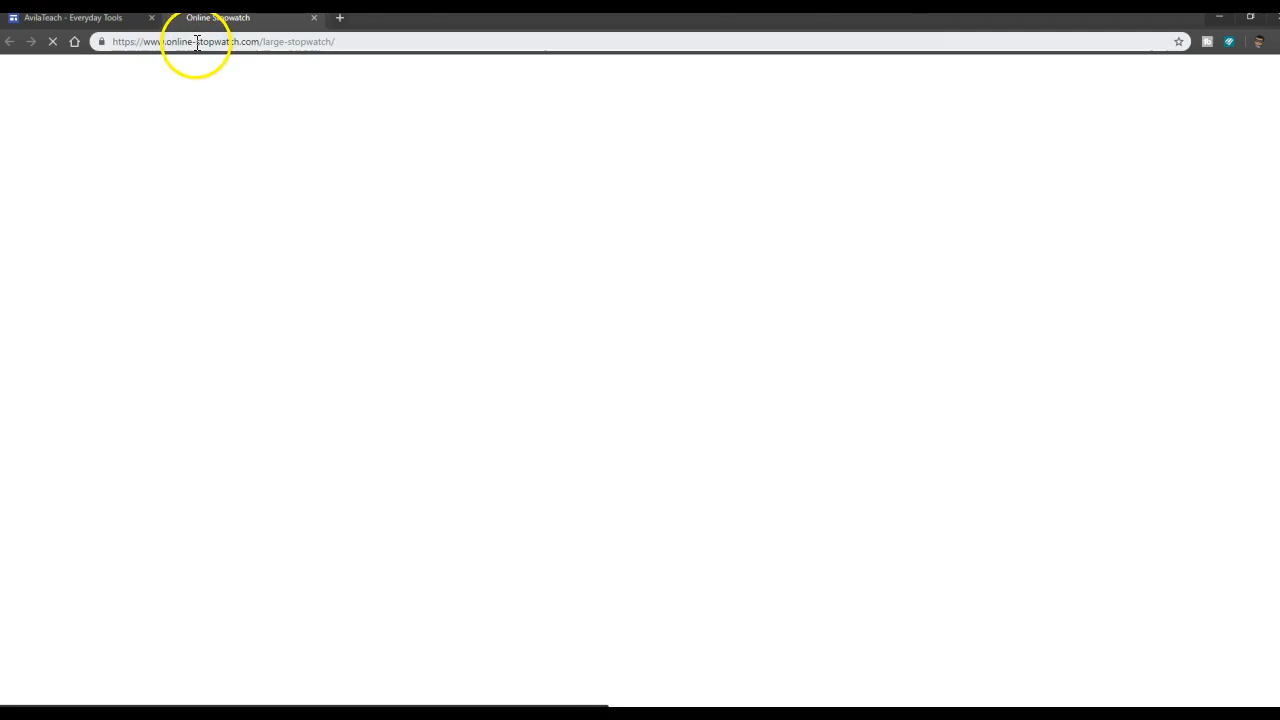 AvilaTeach - Everyday Tools
Online Stopwatch
https://www.online-stopwatch.com/large-stopwatch/